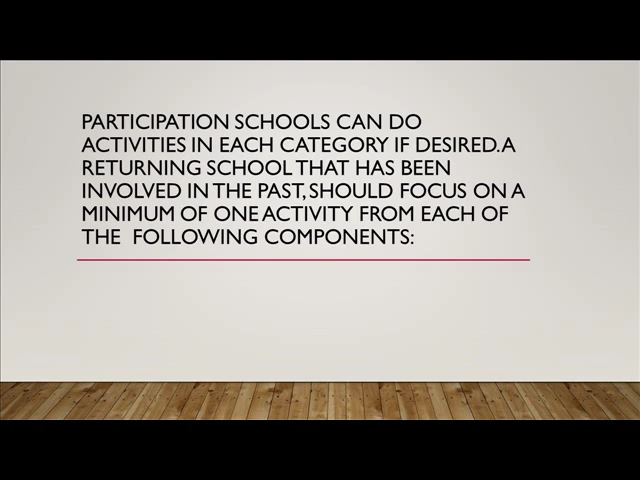 PARTICIPATION SCHOOLS CAN DO
ACTIVITIES IN EACH CATEGORY IF DESIRED. A
RETURNING SCHOOL THAT HAS BEEN
INVOLVED IN THE PAST, SHOULD FOCUS ON A
MINIMUM OF ONE ACTIVITY FROM EACH OF
THE FOLLOWING COMPONENTS: